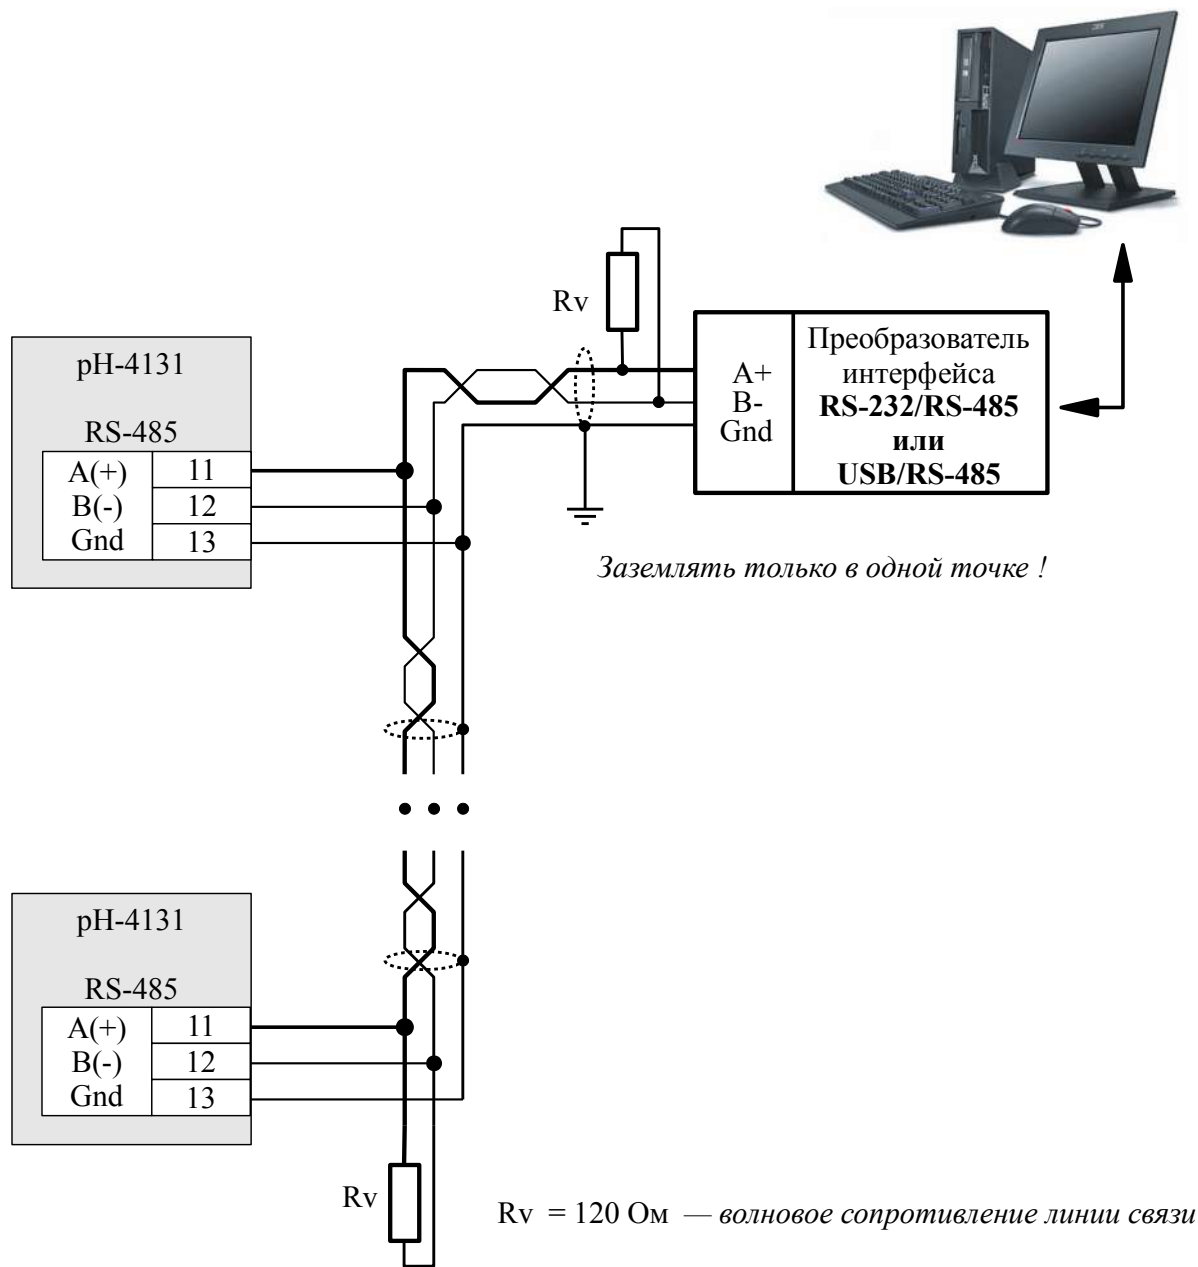 Rv
pH-4131
RS-485
A(+) 11
B(-) 12
Gnd 13
A+
B-
Gnd
Преобразователь
интерфейса
RS-232/RS-485
или
USB/RS-485
Заземлять только в одной точке !
pH-4131
RS-485
A(+) 11
B(-) 12
Gnd 13
Rv
Rv = 120 Ом — волновое сопротивление линии связи